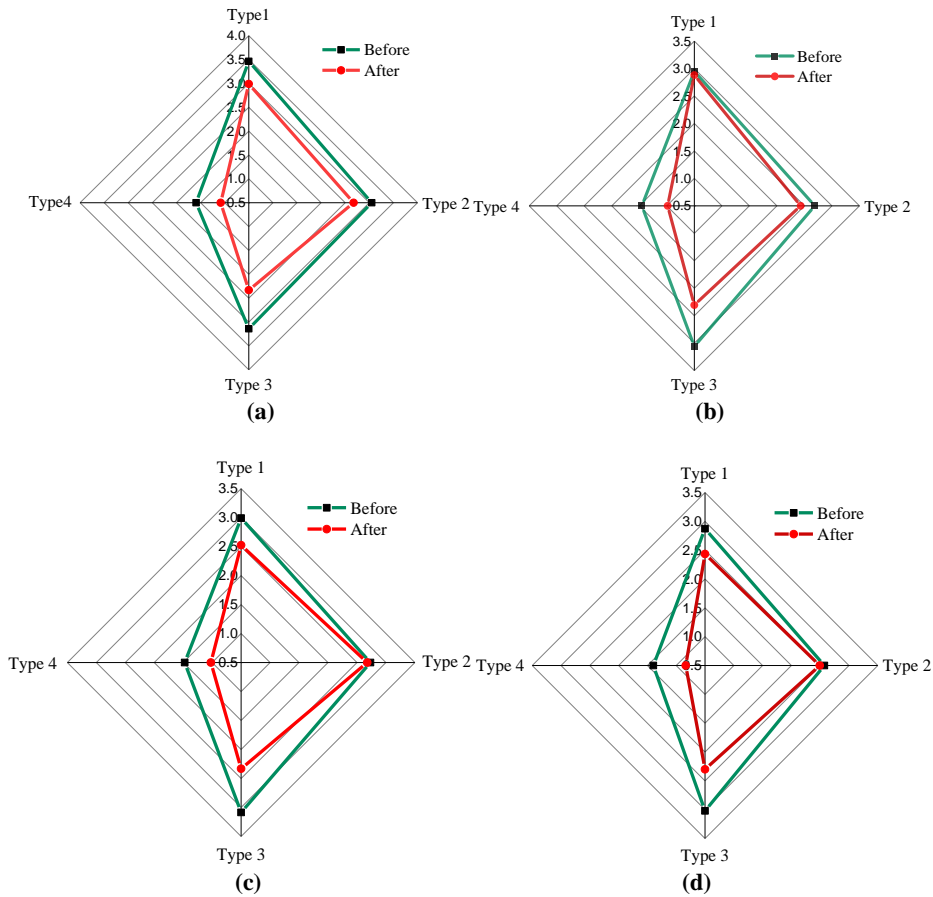 Type1
4.0
3.5
3.0
2.5
2.0
1.5
1.0
0.5
Before
After
Type 2
Type 3
Type4
(a)
Type 1
3.5
3.0
2.5
2.0
1.5
1.0
0.5
Before
After
Type 2
Type 3
Type 4
(b)
Type 1
3.5
3.0
2.5
2.0
1.5
1.0
0.5
Before
After
Type 2
Type 3
Type 4
(c)
Type 1
3.5
3.0
2.5
2.0
1.5
1.0
0.5
Before
After
Type 2
Type 3
Type 4
(d)